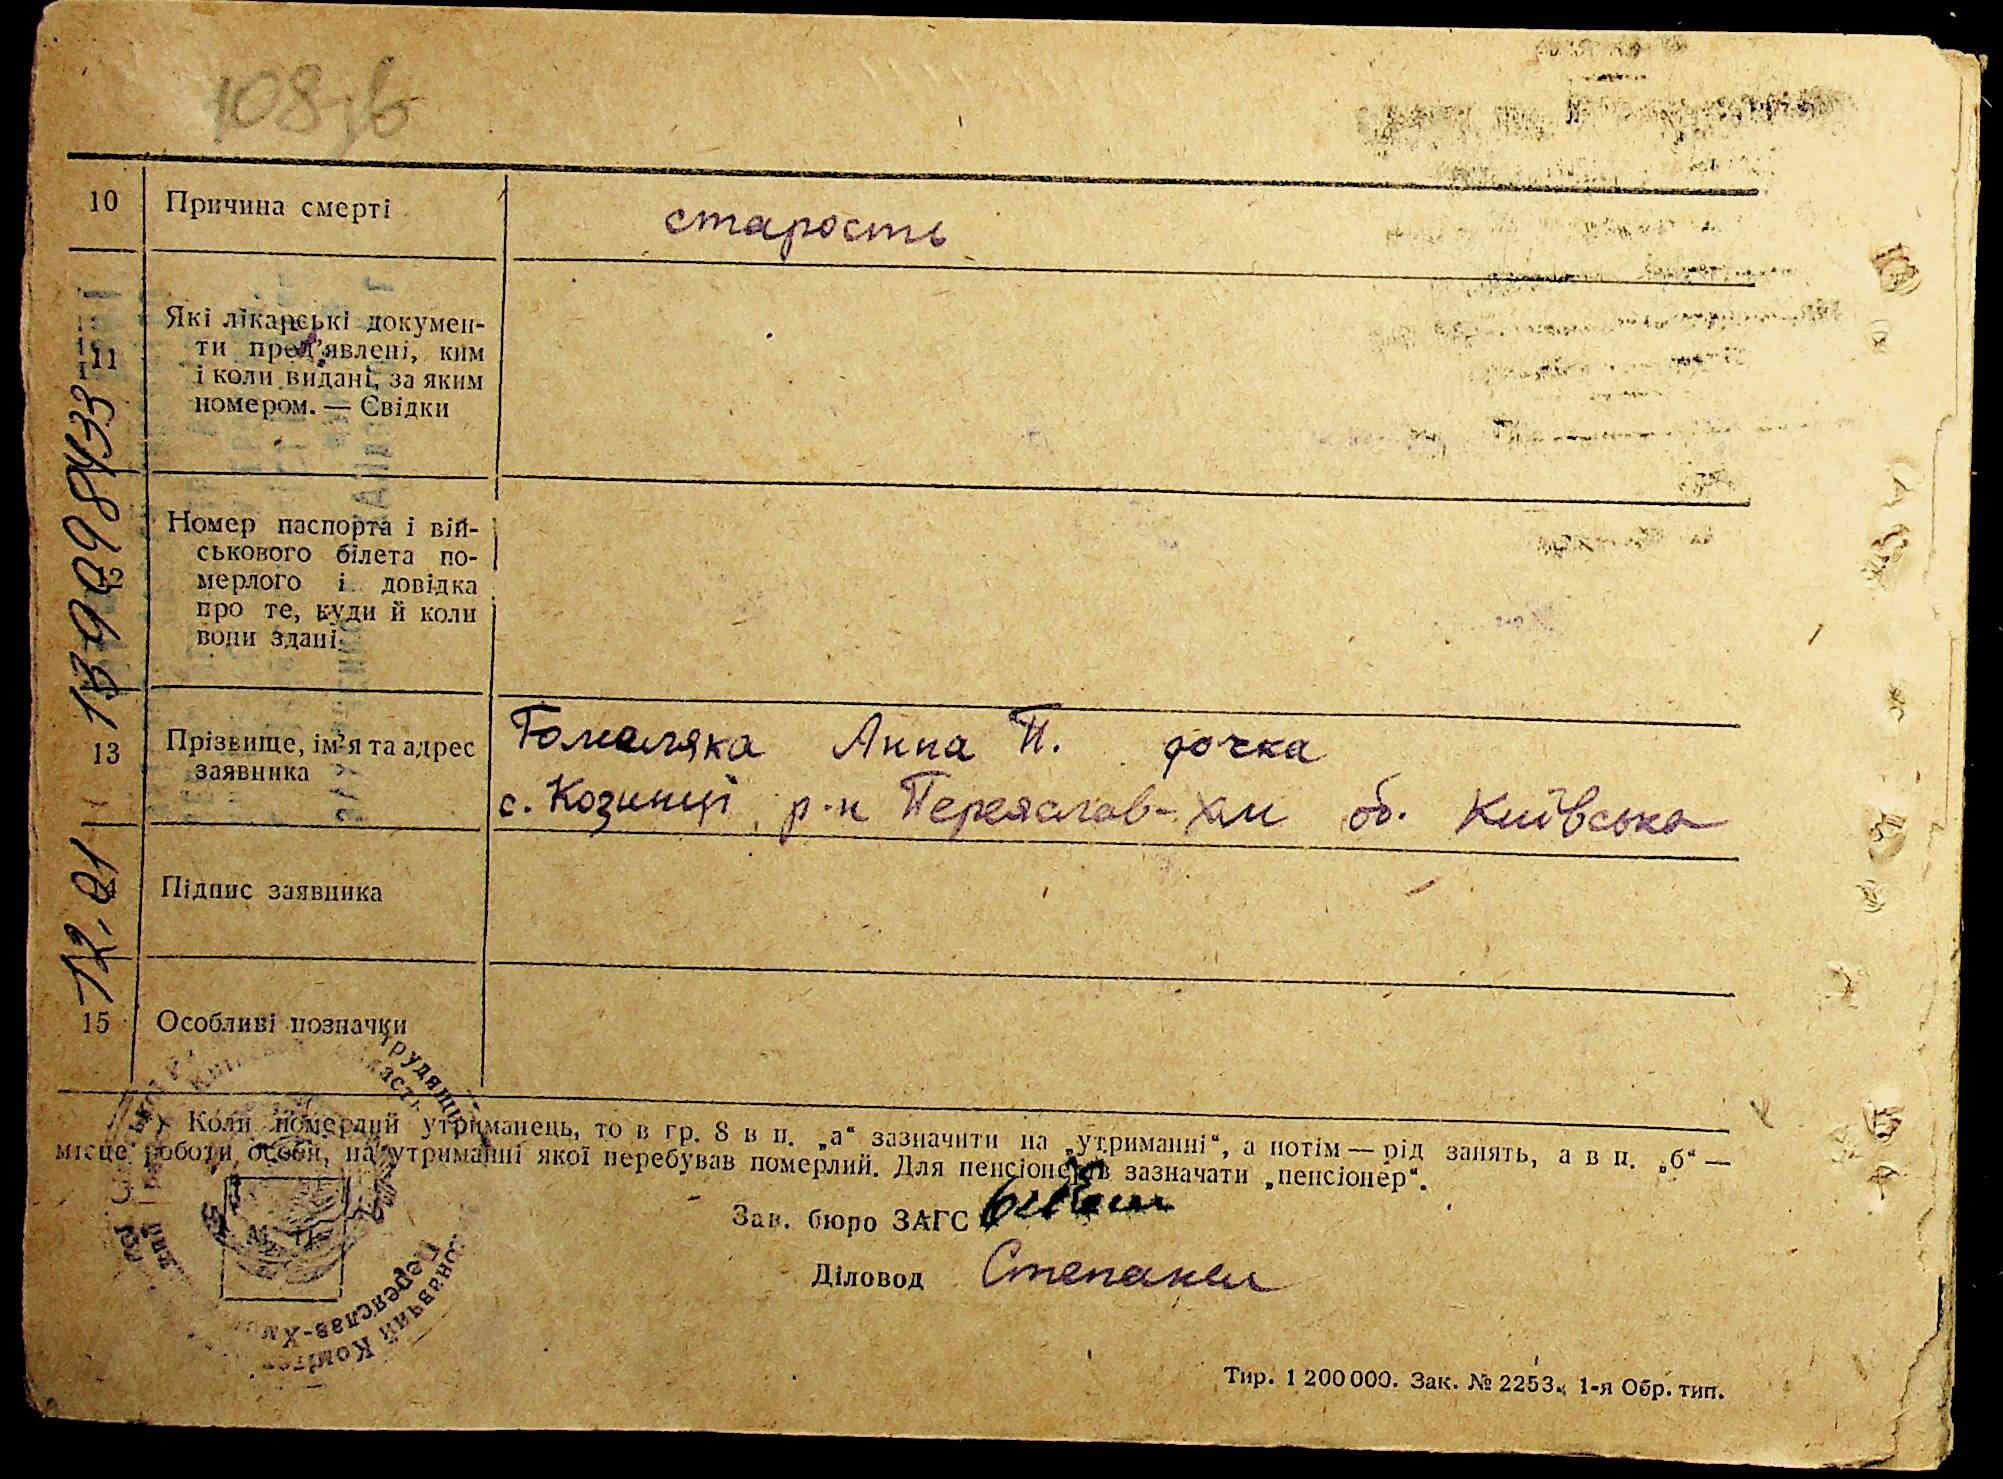 108зв
10 Причина смерті старость
11 Які лікарські докумен-
ти пред'явлені, ким
і коли видані, за яким
номером. — Свідки
12 Номер паспорта і вій-
ськового білета по-
мерлого і довідка
про те, куди й коли
вони здані
13 Прізвище, ім'я та адрес
заявника
Анна П. дочка
с. Козинці р-н Переяслав-Хм об. Київська
14 Підпис заявника
15 Особливі позначки
Коли померлий утриманець, то в гр. 8 в п. „а“ зазначити на „утриманні“, а потім — рід занять, а в п. „б“ —
місце роботи особи, на утриманні якої перебував померлий. Для пенсіонерів зазначати „пенсіонер“.
Зав. бюро ЗАГС
Діловод
М. П.
Переяслав-Хм
Тир. 1 200 000. Зак. № 2253. 1-я Обр. тип.